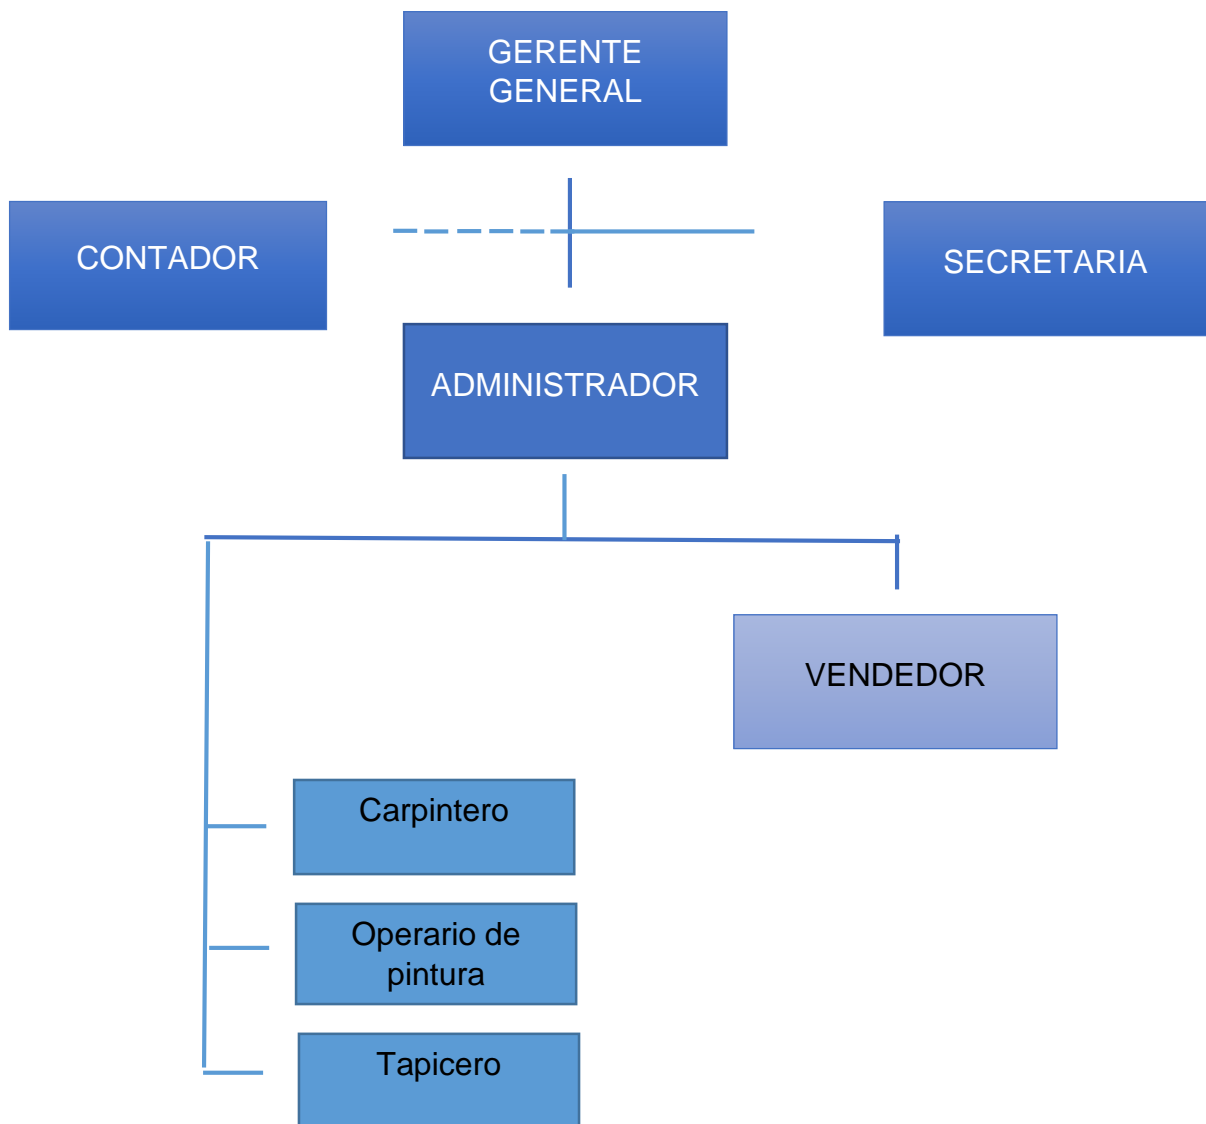 GERENTE
GENERAL
CONTADOR
SECRETARIA
ADMINISTRADOR
VENDEDOR
Carpintero
Operario de
pintura
Tapicero